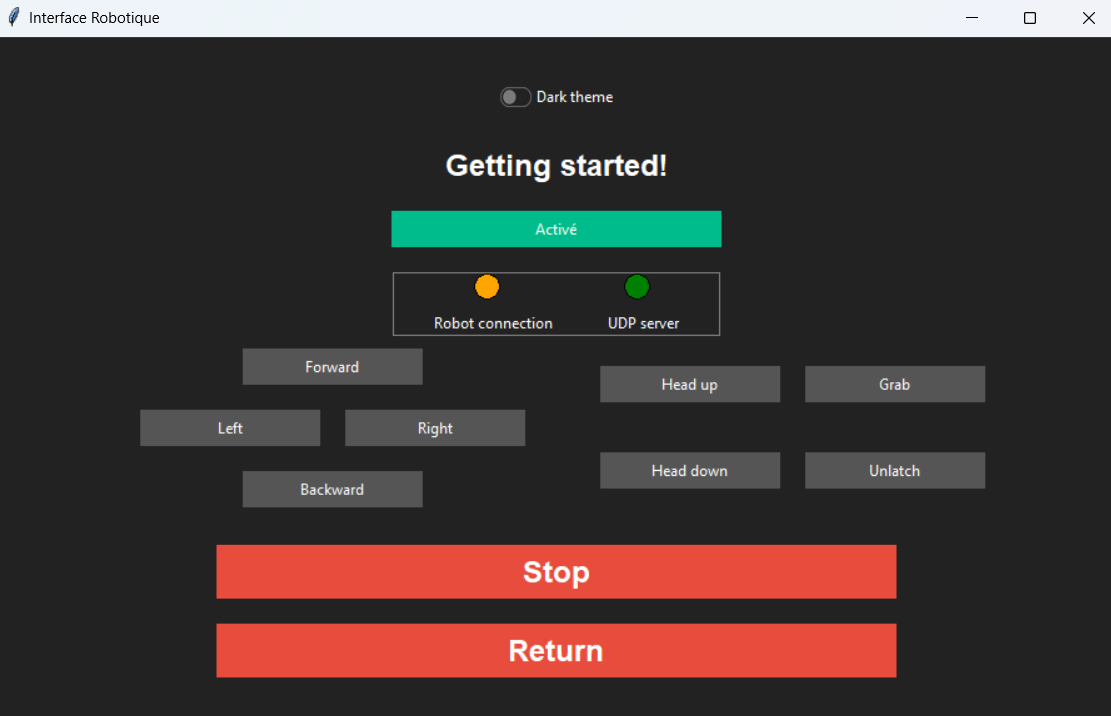 Interface Robotique
Dark theme
Getting started!
Activé
Robot connection
UDP server
Forward
Left
Right
Backward
Head up
Grab
Head down
Unlatch
Stop
Return